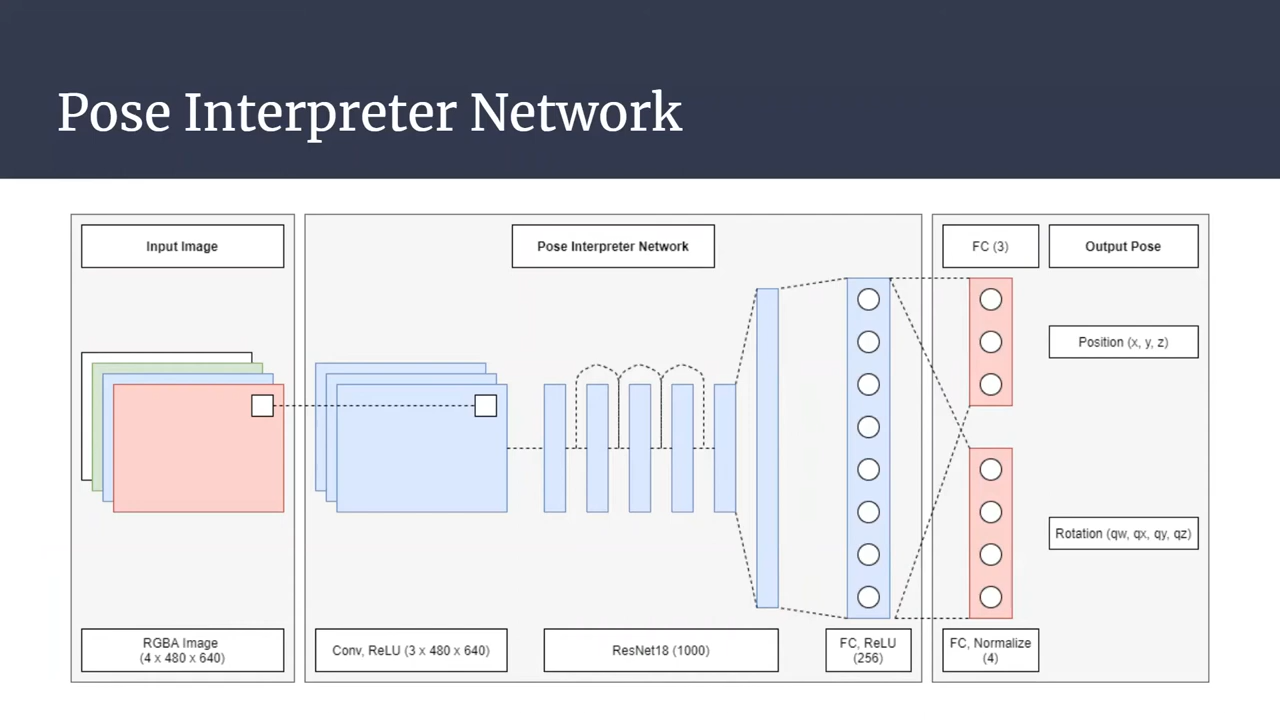 Pose Interpreter Network
Input Image
Pose Interpreter Network
FC (3)
Output Pose
Position (x, y, z)
Rotation (qw, qx, qy, qz)
RGBA Image
(4 x 480 x 640)
Conv, ReLU (3 x 480 x 640)
ResNet18 (1000)
FC, ReLU
(256)
FC, Normalize
(4)